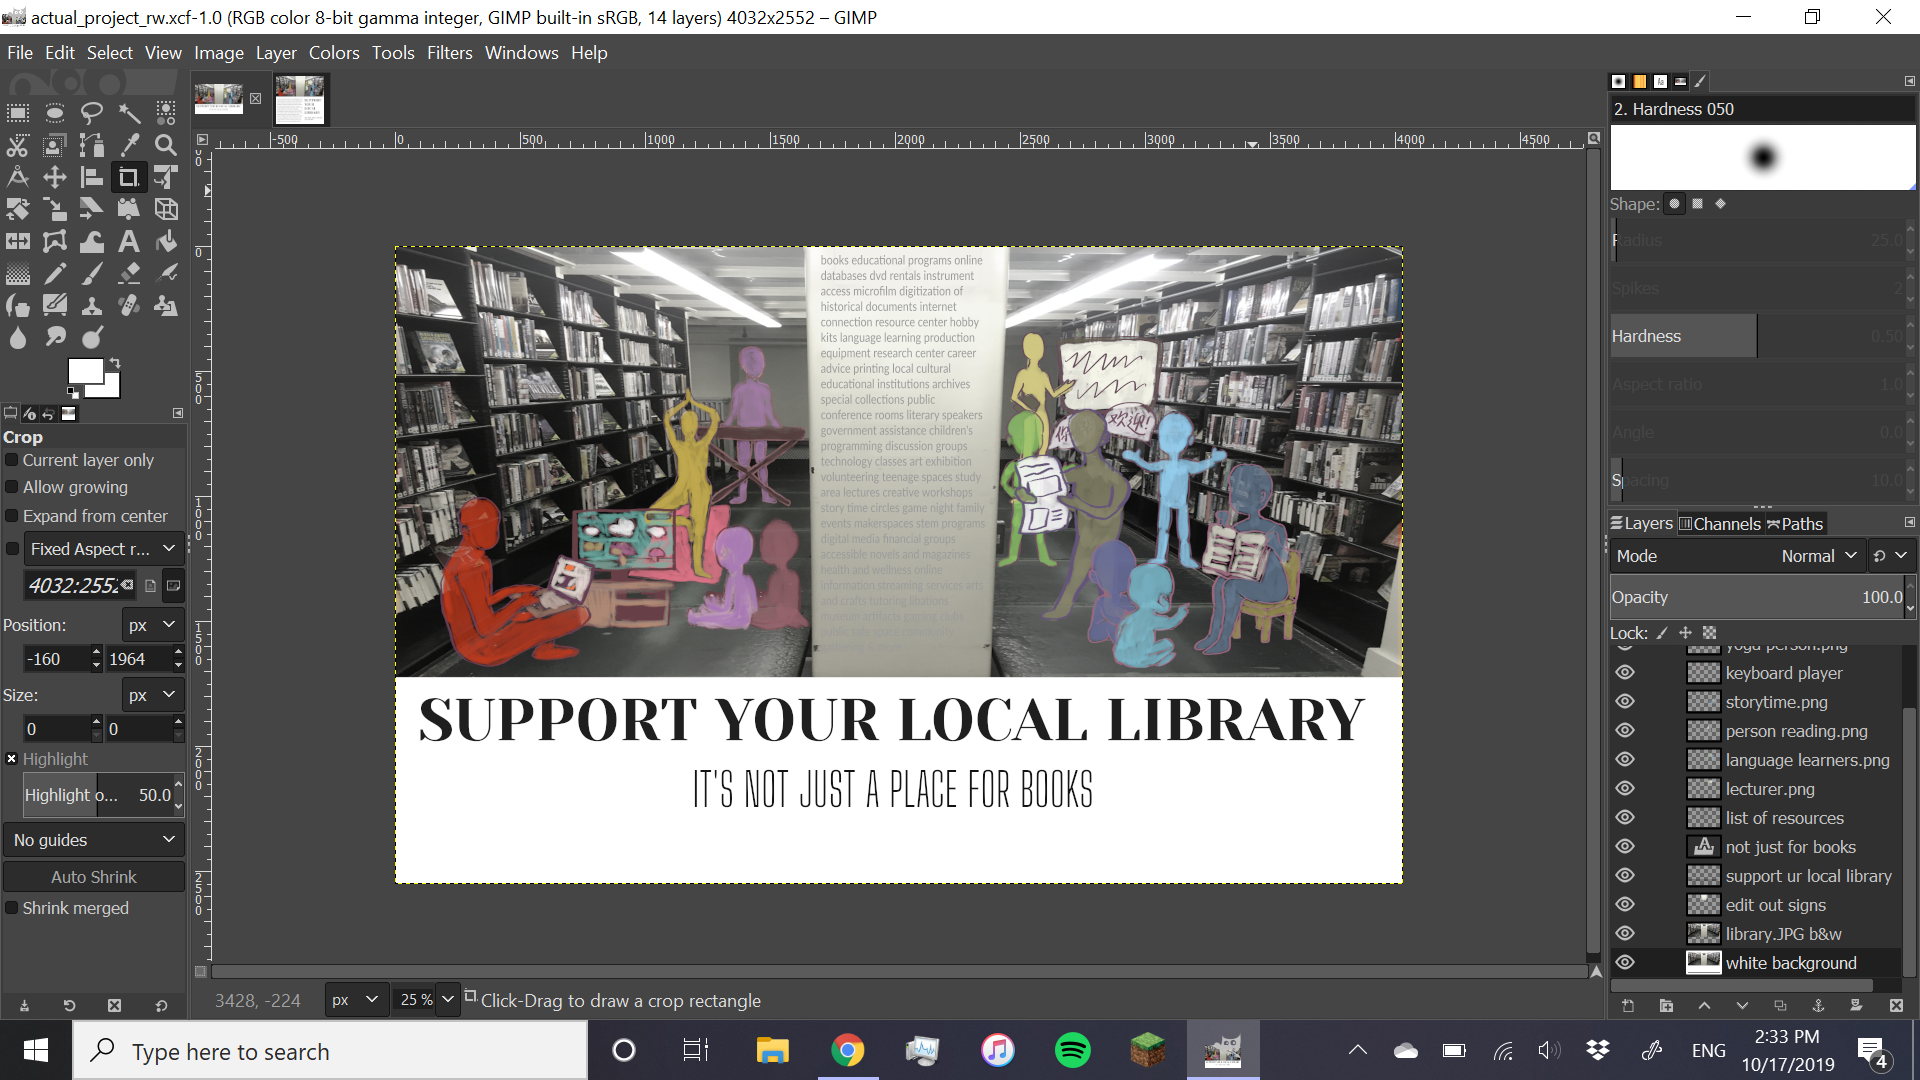 actual_project_rw.xcf-1.0 (RGB color 8-bit gamma integer, GIMP built-in sRGB, 14 layers) 4032x2552 – GIMP
File Edit Select View Image Layer Colors Tools Filters Windows Help
2. Hardness 050
-500 0 500 1000 1500 2000 2500 3000 3500 4000 4500
Shape:
Radius 25.0
Spikes 2
Hardness 0.50
Aspect ratio 1.0
Angle 0.0
Spacing 10.0
Crop
Current layer only
Allow growing
Expand from center
Fixed Aspect r...
4032:2552
Position: px
-160 1964
Size: px
0 0
Highlight
Highlight o... 50.0
No guides
Auto Shrink
Shrink merged
0
500
1000
1500
2000
2500
books educational programs online
databases dvd rentals instrument
access microfilm digitization of
historical documents internet
connection resource center hobby
kits language learning production
equipment research center career
advice printing local cultural
educational institutions archives
special collections public
conference rooms literary speakers
government assistance children's
programming discussion groups
technology classes art exhibition
volunteering teenage spaces study
area lectures creative workshops
story time circles game night family
events makerspaces stem programs
digital media financial groups
accessible novels and magazines
health and wellness online
information streaming services arts
and crafts tutoring libations
欢迎!
你
SUPPORT YOUR LOCAL LIBRARY
IT'S NOT JUST A PLACE FOR BOOKS
Layers Channels Paths
Mode Normal
Opacity 100.0
Lock:
yoga person.png
keyboard player
storytime.png
person reading.png
language learners.png
lecturer.png
list of resources
not just for books
support ur local library
edit out signs
library.JPG b&w
white background
3428, -224 px 25 % Click-Drag to draw a crop rectangle
Type here to search
ENG
2:33 PM
10/17/2019
4